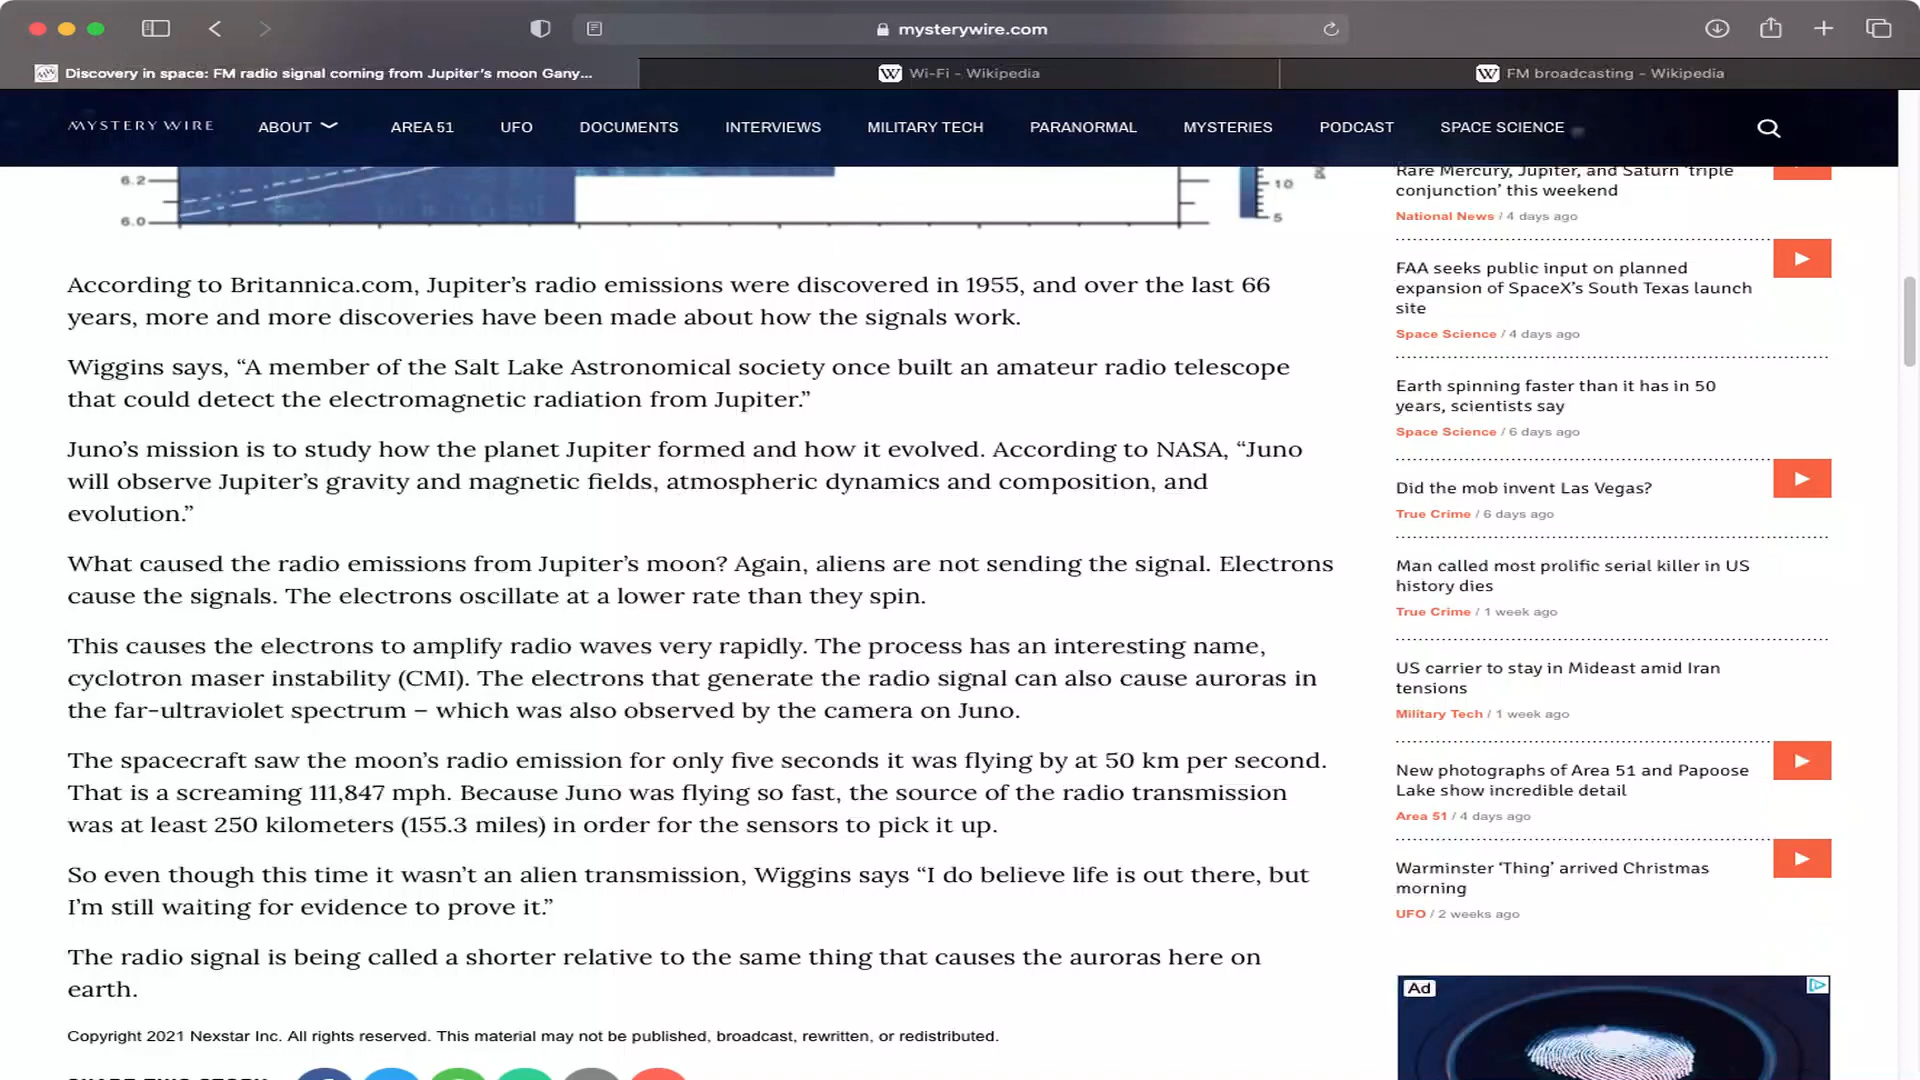 mysterywire.com
Discovery in space: FM radio signal coming from Jupiter's moon Gany...
Wi-Fi - Wikipedia
FM broadcasting - Wikipedia
MYSTERY WIRE
ABOUT
AREA 51
UFO
DOCUMENTS
INTERVIEWS
MILITARY TECH
PARANORMAL
MYSTERIES
PODCAST
SPACE SCIENCE
6.2
6.0
10
5
According to Britannica.com, Jupiter’s radio emissions were discovered in 1955, and over the last 66
years, more and more discoveries have been made about how the signals work.
Wiggins says, “A member of the Salt Lake Astronomical society once built an amateur radio telescope
that could detect the electromagnetic radiation from Jupiter.”
Juno’s mission is to study how the planet Jupiter formed and how it evolved. According to NASA, “Juno
will observe Jupiter’s gravity and magnetic fields, atmospheric dynamics and composition, and
evolution.”
What caused the radio emissions from Jupiter’s moon? Again, aliens are not sending the signal. Electrons
cause the signals. The electrons oscillate at a lower rate than they spin.
This causes the electrons to amplify radio waves very rapidly. The process has an interesting name,
cyclotron maser instability (CMI). The electrons that generate the radio signal can also cause auroras in
the far-ultraviolet spectrum – which was also observed by the camera on Juno.
The spacecraft saw the moon’s radio emission for only five seconds it was flying by at 50 km per second.
That is a screaming 111,847 mph. Because Juno was flying so fast, the source of the radio transmission
was at least 250 kilometers (155.3 miles) in order for the sensors to pick it up.
So even though this time it wasn’t an alien transmission, Wiggins says “I do believe life is out there, but
I’m still waiting for evidence to prove it.”
The radio signal is being called a shorter relative to the same thing that causes the auroras here on
earth.
Copyright 2021 Nexstar Inc. All rights reserved. This material may not be published, broadcast, rewritten, or redistributed.
SHARE THIS STORY
Rare Mercury, Jupiter, and Saturn ‘triple
conjunction’ this weekend
National News / 4 days ago
FAA seeks public input on planned
expansion of SpaceX’s South Texas launch
site
Space Science / 4 days ago
Earth spinning faster than it has in 50
years, scientists say
Space Science / 6 days ago
Did the mob invent Las Vegas?
True Crime / 6 days ago
Man called most prolific serial killer in US
history dies
True Crime / 1 week ago
US carrier to stay in Mideast amid Iran
tensions
Military Tech / 1 week ago
New photographs of Area 51 and Papoose
Lake show incredible detail
Area 51 / 4 days ago
Warminster ‘Thing’ arrived Christmas
morning
UFO / 2 weeks ago
Ad